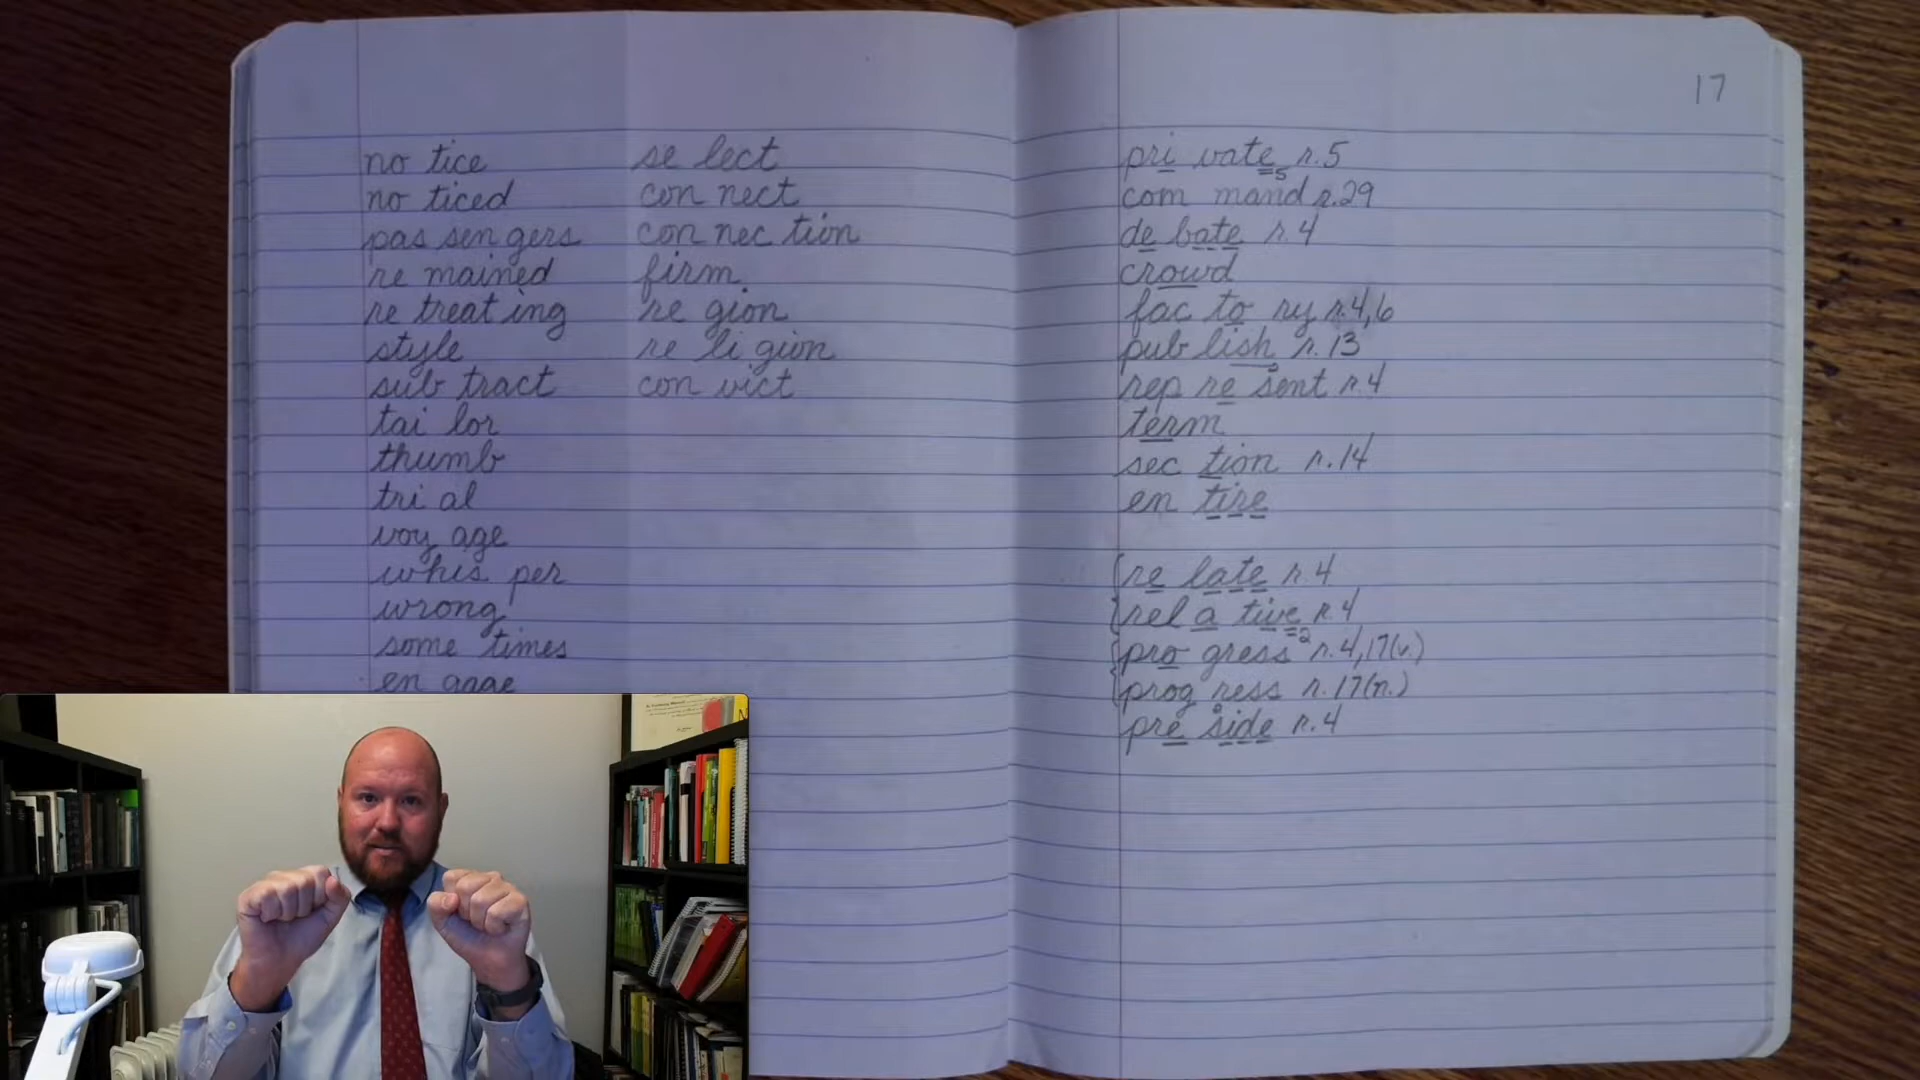 17
no tice
no ticed
pas sen gers
re mained
re treat ing
style
sub tract
tai lor
thumb
tri al
voy age
whis per
wrong
some times
en gage
se lect
con nect
con nec tion
firm
re gion
re li gion
con vict
pri vate5 r.5
com mand r.29
de bate r.4
crowd
fac to ry r.4,6
pub lish r.13
rep re sent r.4
term
sec tion r.14
en tire
re late r.4
rel a tive2 r.4
pro gress r.4,17(v.)
prog ress r.17(n.)
pre side r.4